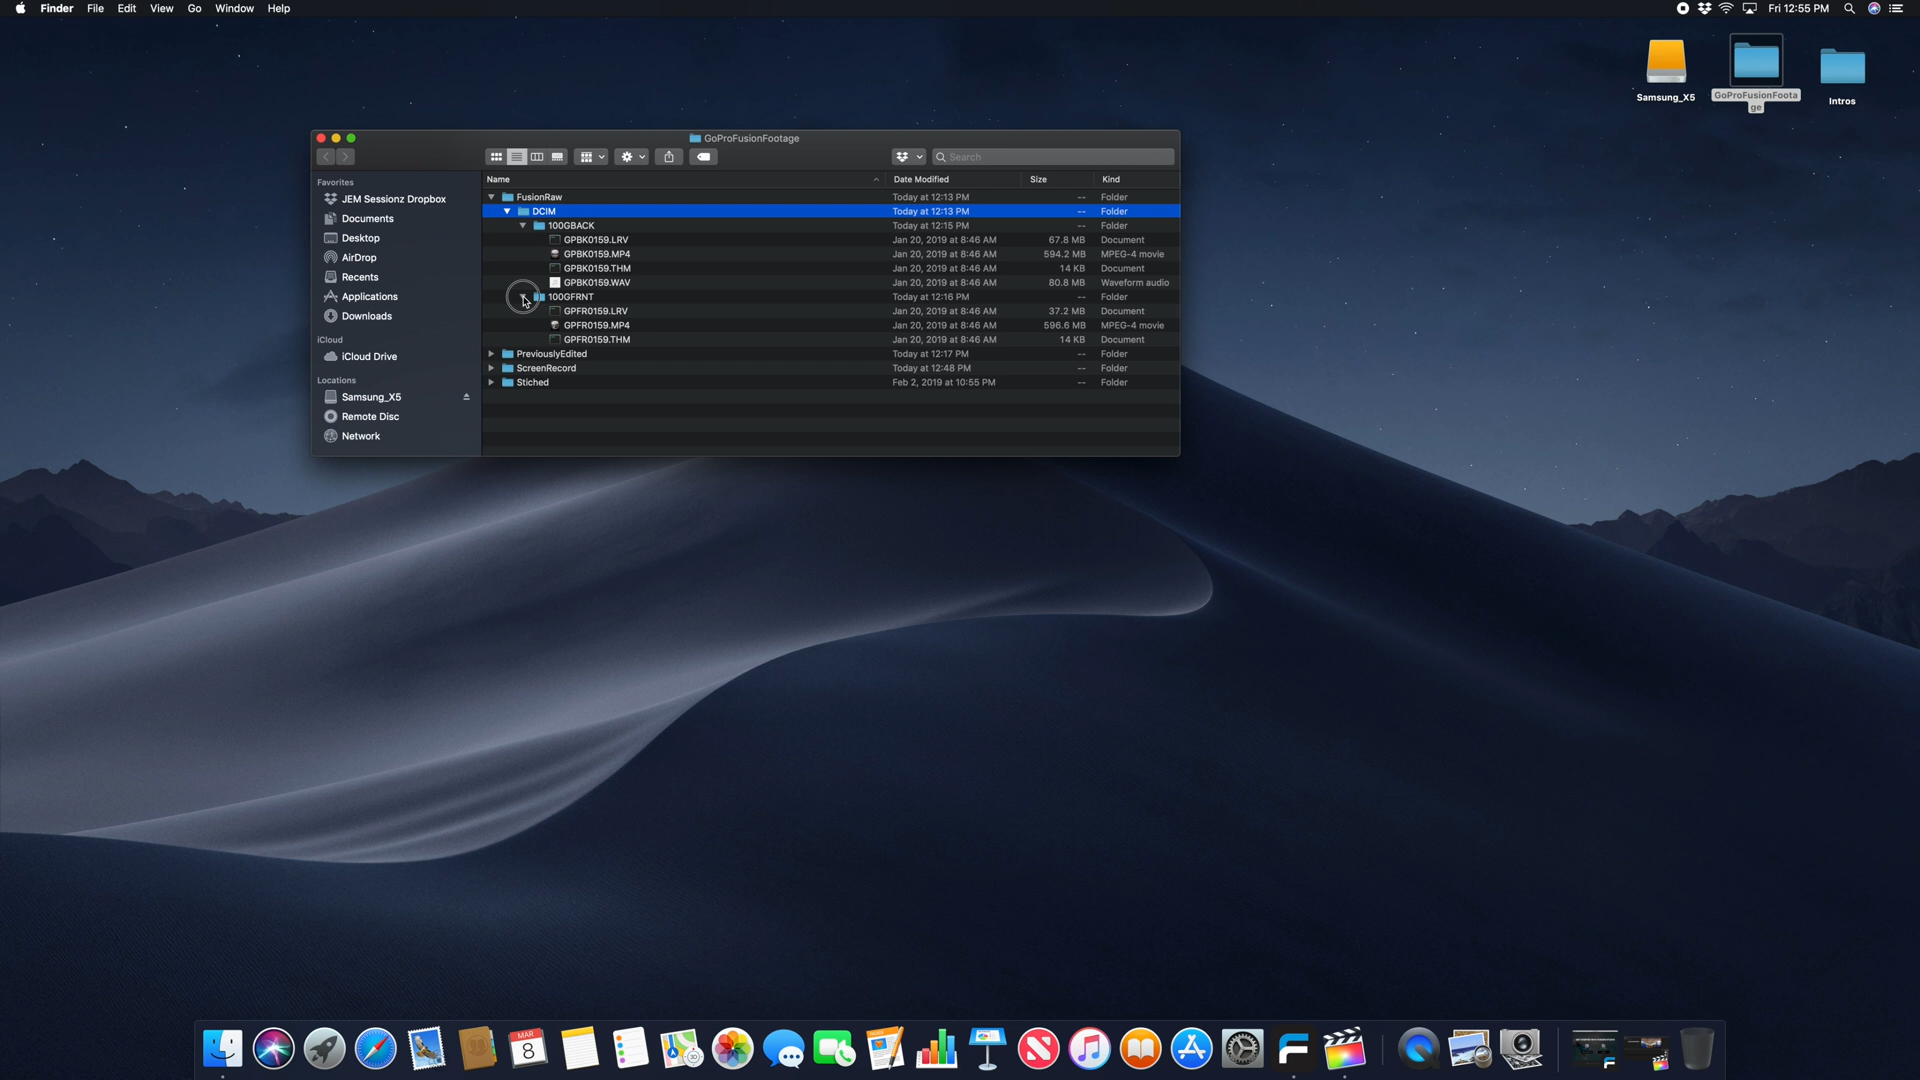 Finder File Edit View Go Window Help Fri 12:55 PM
Samsung_X5
GoProFusionFoota
ge
Intros
GoProFusionFootage
Search
Favorites
JEM Sessionz Dropbox
Documents
Desktop
AirDrop
Recents
Applications
Downloads
iCloud
iCloud Drive
Locations
Samsung_X5
Remote Disc
Network
Name Date Modified Size Kind
FusionRaw Today at 12:13 PM -- Folder
DCIM Today at 12:13 PM -- Folder
100GBACK Today at 12:15 PM -- Folder
GPBK0159.LRV Jan 20, 2019 at 8:46 AM 67.8 MB Document
GPBK0159.MP4 Jan 20, 2019 at 8:46 AM 594.2 MB MPEG-4 movie
GPBK0159.THM Jan 20, 2019 at 8:46 AM 14 KB Document
GPBK0159.WAV Jan 20, 2019 at 8:46 AM 80.8 MB Waveform audio
100GFRNT Today at 12:16 PM -- Folder
GPFR0159.LRV Jan 20, 2019 at 8:46 AM 37.2 MB Document
GPFR0159.MP4 Jan 20, 2019 at 8:46 AM 596.6 MB MPEG-4 movie
GPFR0159.THM Jan 20, 2019 at 8:46 AM 14 KB Document
PreviouslyEdited Today at 12:17 PM -- Folder
ScreenRecord Today at 12:48 PM -- Folder
Stiched Feb 2, 2019 at 10:55 PM -- Folder
MAR
8
3D